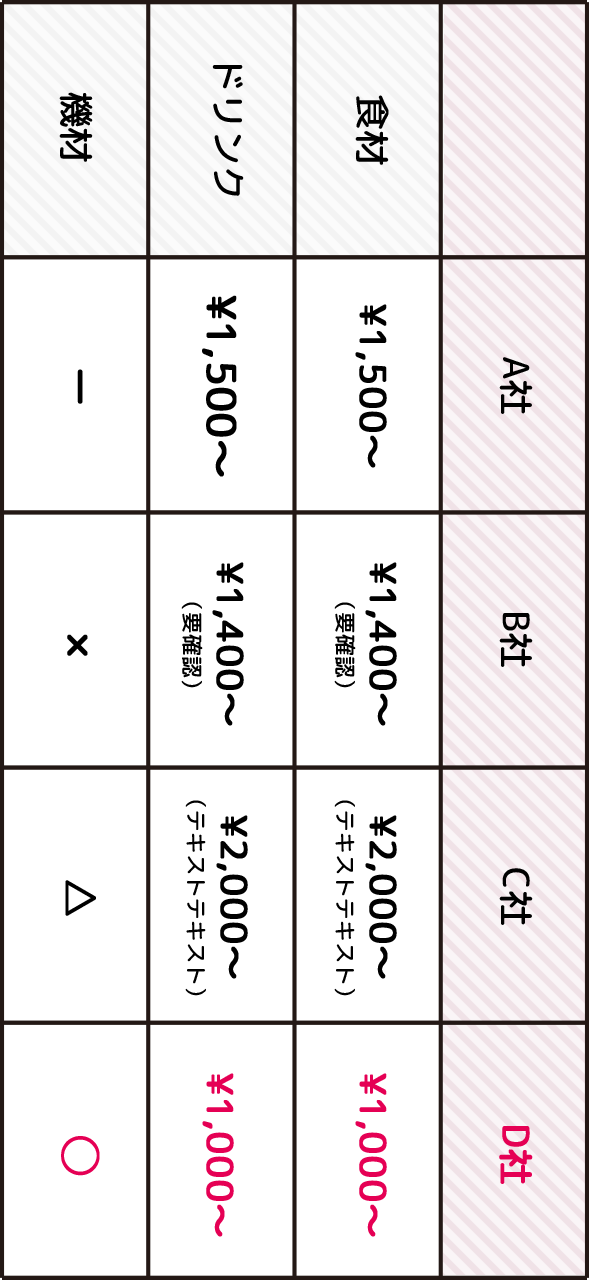 A社
B社
C社
D社
食材
¥1,500〜
¥1,400〜
(要確認)
¥2,000〜
(テキストテキスト)
¥1,000〜
ドリンク
¥1,500〜
¥1,400〜
(要確認)
¥2,000〜
(テキストテキスト)
¥1,000〜
機材
ー
×
△
○